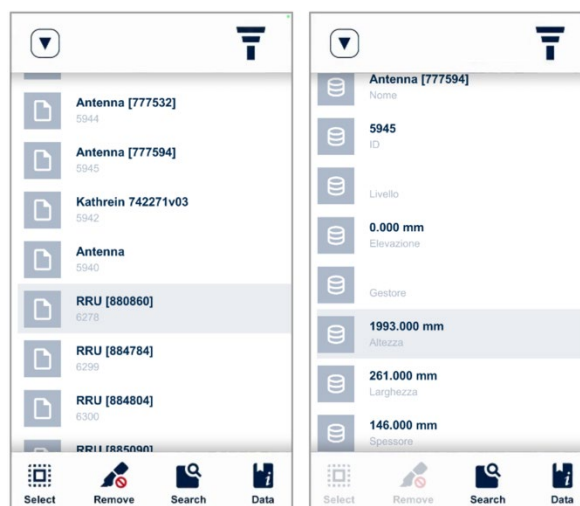 Antenna [777532]
5944
Antenna [777594]
5945
Kathrein 742271v03
5942
Antenna
5940
RRU [880860]
6278
RRU [884784]
6299
RRU [884804]
6300
RRU [885090]
Select Remove Search Data
Antenna [777594]
Nome
5945
ID
Livello
0.000 mm
Elevazione
Gestore
1993.000 mm
Altezza
261.000 mm
Larghezza
146.000 mm
Spessore
Select Remove Search Data